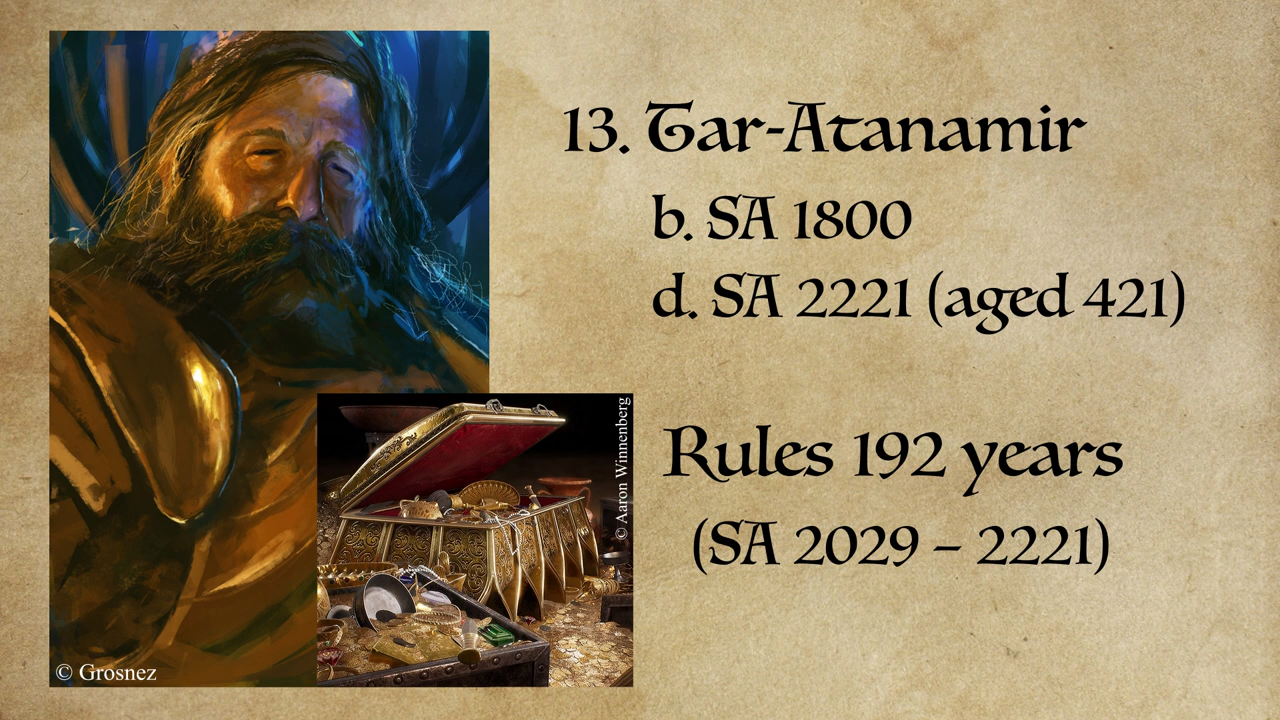 13. Tar-Atanamir
b. SA 1800
d. SA 2221 (aged 421)
Rules 192 years
(SA 2029 – 2221)
© Aaron Winnenberg
© Grosnez